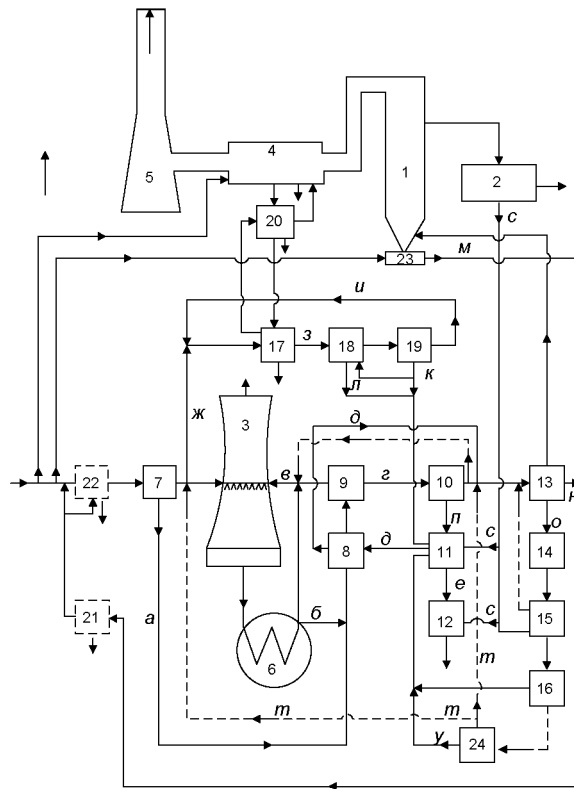 4
1
5
2
с
20
23
м
и
17
з
18
19
л
к
ж
3
д
22
7
в
9
г
10
13
н
п
о
д
с
8
11
14
21
а
е
б
12
с
15
6
т
16
т
т
у
24